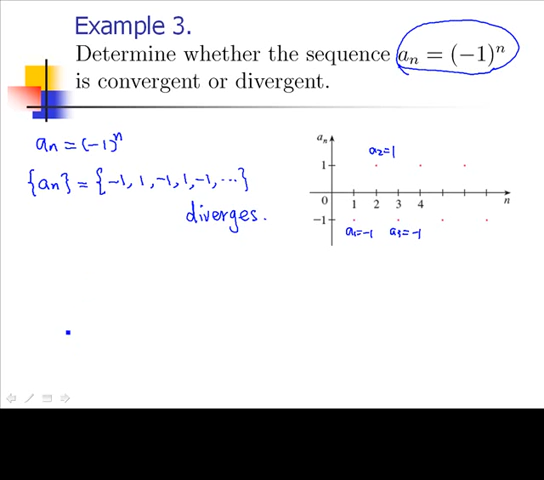 Example 3.
Determine whether the sequence aₙ = (−1)ⁿ
is convergent or divergent.
aₙ = (−1)ⁿ
{aₙ} = {−1, 1, −1, 1, −1, ⋯}
diverges.
aₙ
a₂=1
1
0 1 2 3 4 n
−1
a₁=−1 a₃=−1